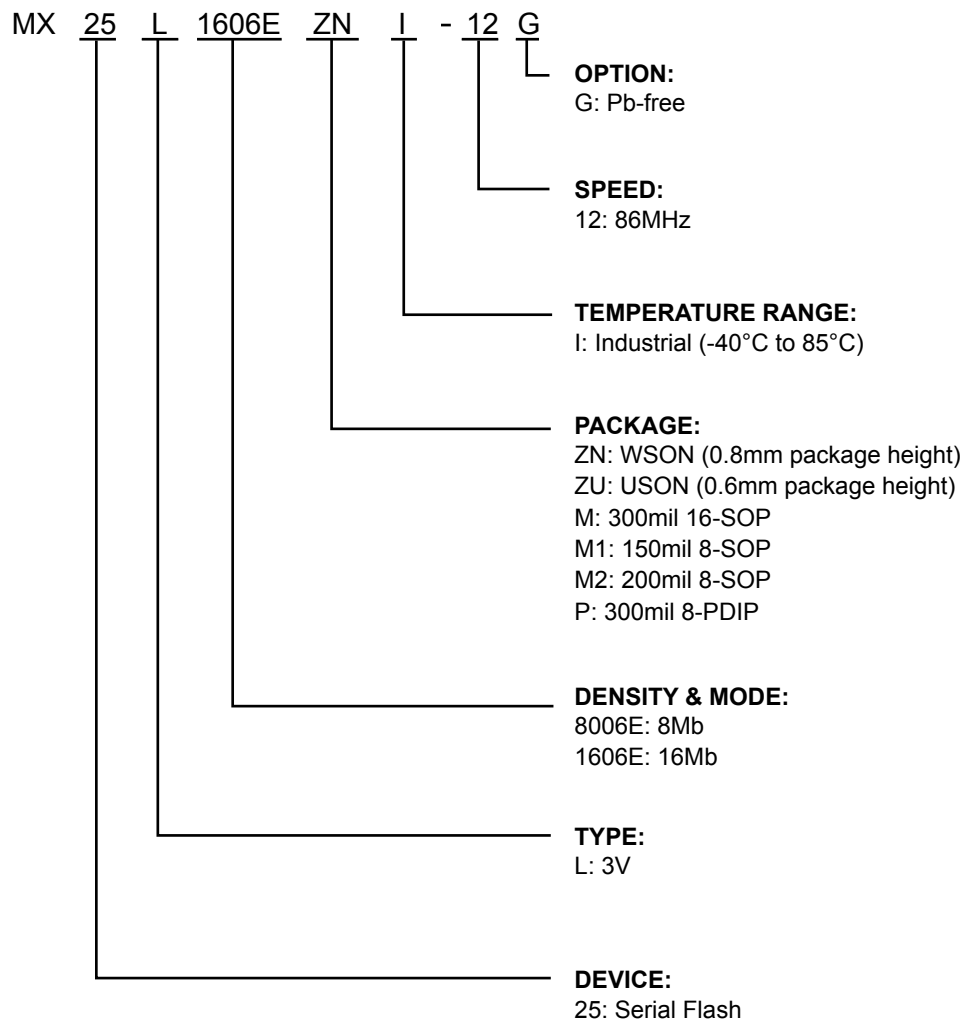 MX 25 L 1606E ZN I - 12 G
OPTION:
G: Pb-free
SPEED:
12: 86MHz
TEMPERATURE RANGE:
I: Industrial (-40°C to 85°C)
PACKAGE:
ZN: WSON (0.8mm package height)
ZU: USON (0.6mm package height)
M: 300mil 16-SOP
M1: 150mil 8-SOP
M2: 200mil 8-SOP
P: 300mil 8-PDIP
DENSITY & MODE:
8006E: 8Mb
1606E: 16Mb
TYPE:
L: 3V
DEVICE:
25: Serial Flash